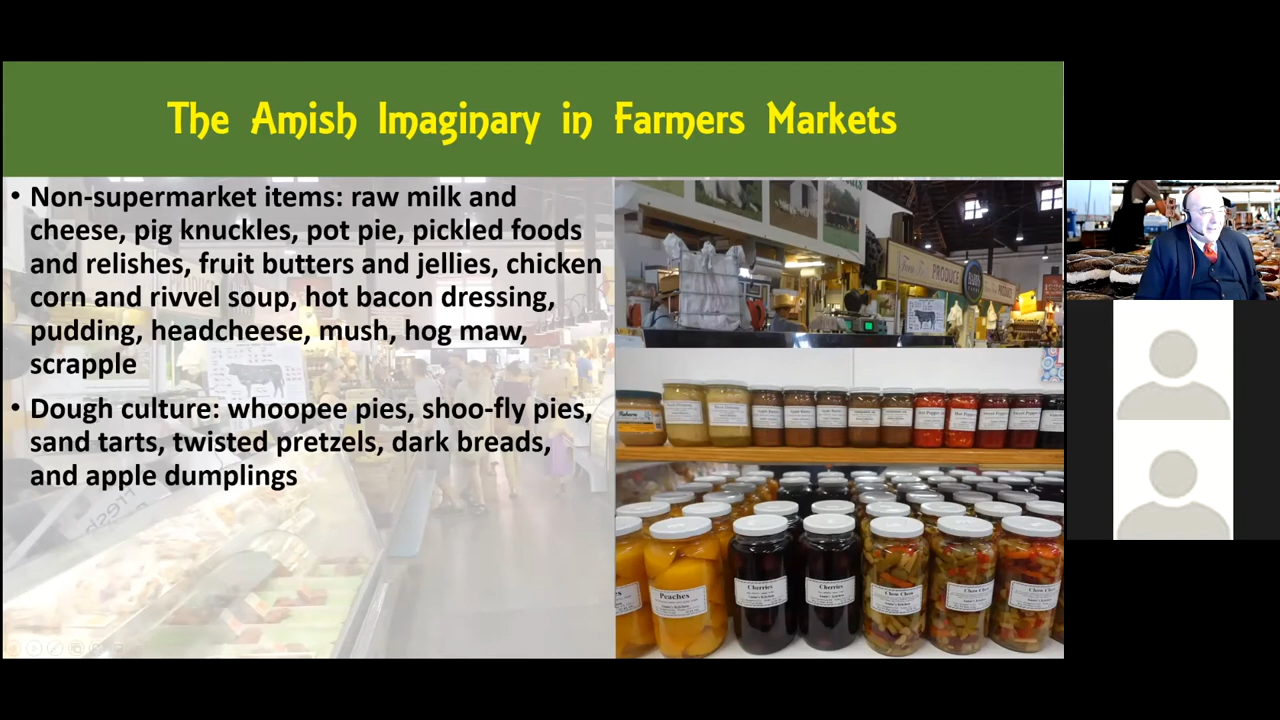 The Amish Imaginary in Farmers Markets
• Non-supermarket items: raw milk and
cheese, pig knuckles, pot pie, pickled foods
and relishes, fruit butters and jellies, chicken
corn and rivvel soup, hot bacon dressing,
pudding, headcheese, mush, hog maw,
scrapple
• Dough culture: whoopee pies, shoo-fly pies,
sand tarts, twisted pretzels, dark breads,
and apple dumplings
PRODUCE
Peaches
Cherries
Cherries
Chow Chow
Chow Chow
Chow Chow